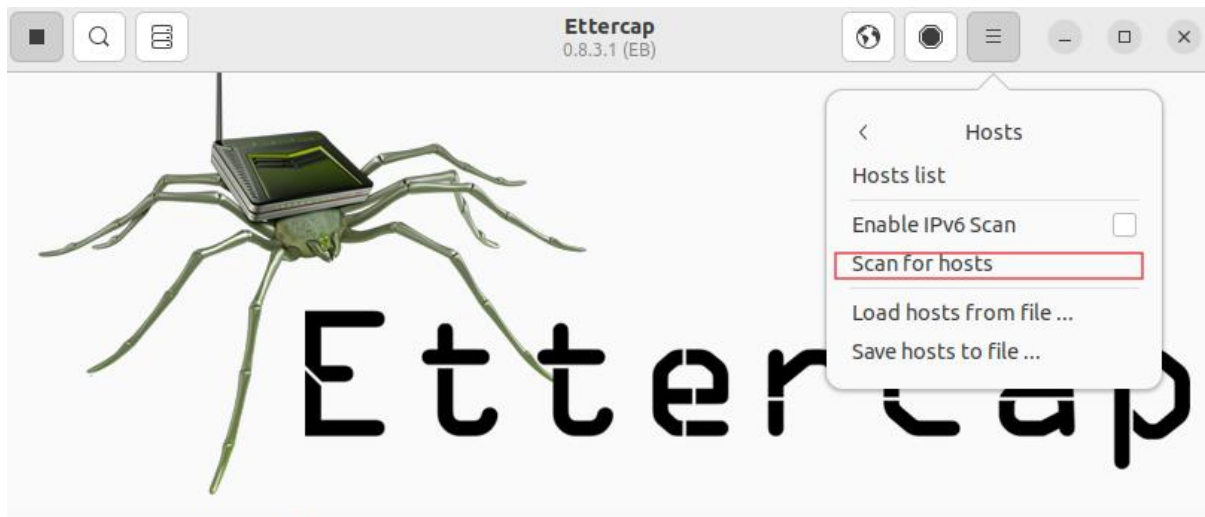 Ettercap
0.8.3.1 (EB)
Hosts
Hosts list
Enable IPv6 Scan
Scan for hosts
Load hosts from file ...
Save hosts to file ...
Ettercap